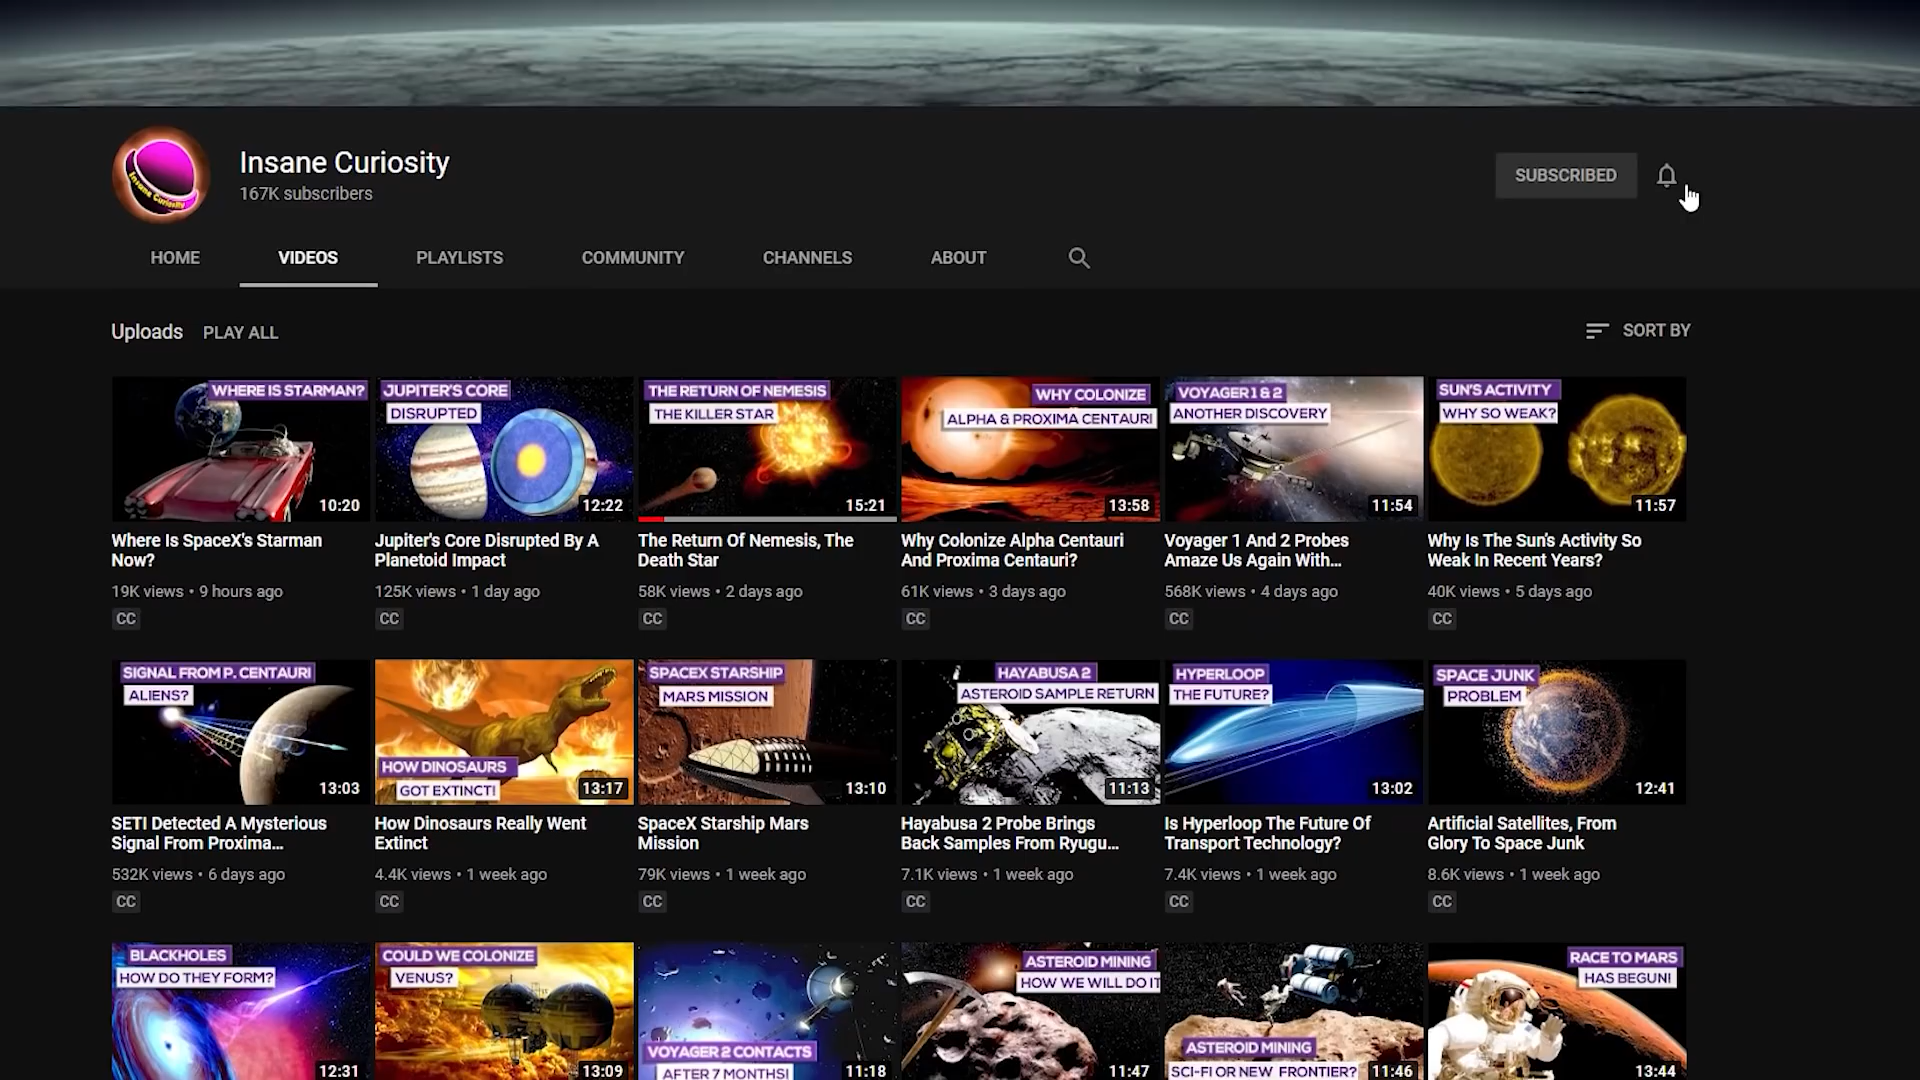 Insane Curiosity
Insane Curiosity
167K subscribers
SUBSCRIBED
HOME
VIDEOS
PLAYLISTS
COMMUNITY
CHANNELS
ABOUT
Uploads
PLAY ALL
SORT BY
WHERE IS STARMAN?
10:20
Where Is SpaceX's Starman
Now?
19K views • 9 hours ago
CC
JUPITER'S CORE
DISRUPTED
12:22
Jupiter's Core Disrupted By A
Planetoid Impact
125K views • 1 day ago
CC
THE RETURN OF NEMESIS
THE KILLER STAR
15:21
The Return Of Nemesis, The
Death Star
58K views • 2 days ago
CC
WHY COLONIZE
ALPHA & PROXIMA CENTAURI
13:58
Why Colonize Alpha Centauri
And Proxima Centauri?
61K views • 3 days ago
CC
VOYAGER 1 & 2
ANOTHER DISCOVERY
11:54
Voyager 1 And 2 Probes
Amaze Us Again With...
568K views • 4 days ago
CC
SUN'S ACTIVITY
WHY SO WEAK?
11:57
Why Is The Sun's Activity So
Weak In Recent Years?
40K views • 5 days ago
CC
SIGNAL FROM P. CENTAURI
ALIENS?
13:03
SETI Detected A Mysterious
Signal From Proxima...
532K views • 6 days ago
CC
HOW DINOSAURS
GOT EXTINCT!
13:17
How Dinosaurs Really Went
Extinct
4.4K views • 1 week ago
CC
SPACEX STARSHIP
MARS MISSION
13:10
SpaceX Starship Mars
Mission
79K views • 1 week ago
CC
HAYABUSA 2
ASTEROID SAMPLE RETURN
11:13
Hayabusa 2 Probe Brings
Back Samples From Ryugu...
7.1K views • 1 week ago
CC
HYPERLOOP
THE FUTURE?
13:02
Is Hyperloop The Future Of
Transport Technology?
7.4K views • 1 week ago
CC
SPACE JUNK
PROBLEM
12:41
Artificial Satellites, From
Glory To Space Junk
8.6K views • 1 week ago
CC
BLACKHOLES
HOW DO THEY FORM?
12:31
COULD WE COLONIZE
VENUS?
13:09
VOYAGER 2 CONTACTS
AFTER 7 MONTHS!
11:18
ASTEROID MINING
HOW WE WILL DO IT
11:47
ASTEROID MINING
SCI-FI OR NEW FRONTIER?
11:46
RACE TO MARS
HAS BEGUN!
13:44